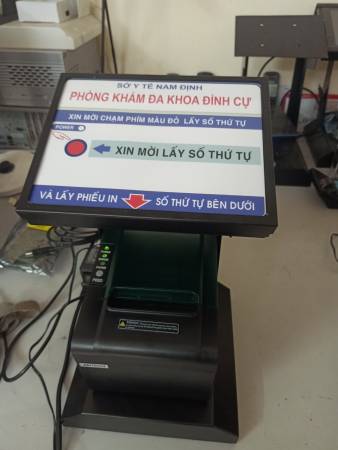 SỞ Y TẾ NAM ĐỊNH
PHÒNG KHÁM ĐA KHOA ĐÌNH CỰ
XIN MỜI CHẠM PHÍM MÀU ĐỎ LẤY SỐ THỨ TỰ
POWER
XIN MỜI LẤY SỐ THỨ TỰ
VÀ LẤY PHIẾU IN SỐ THỨ TỰ BÊN DƯỚI